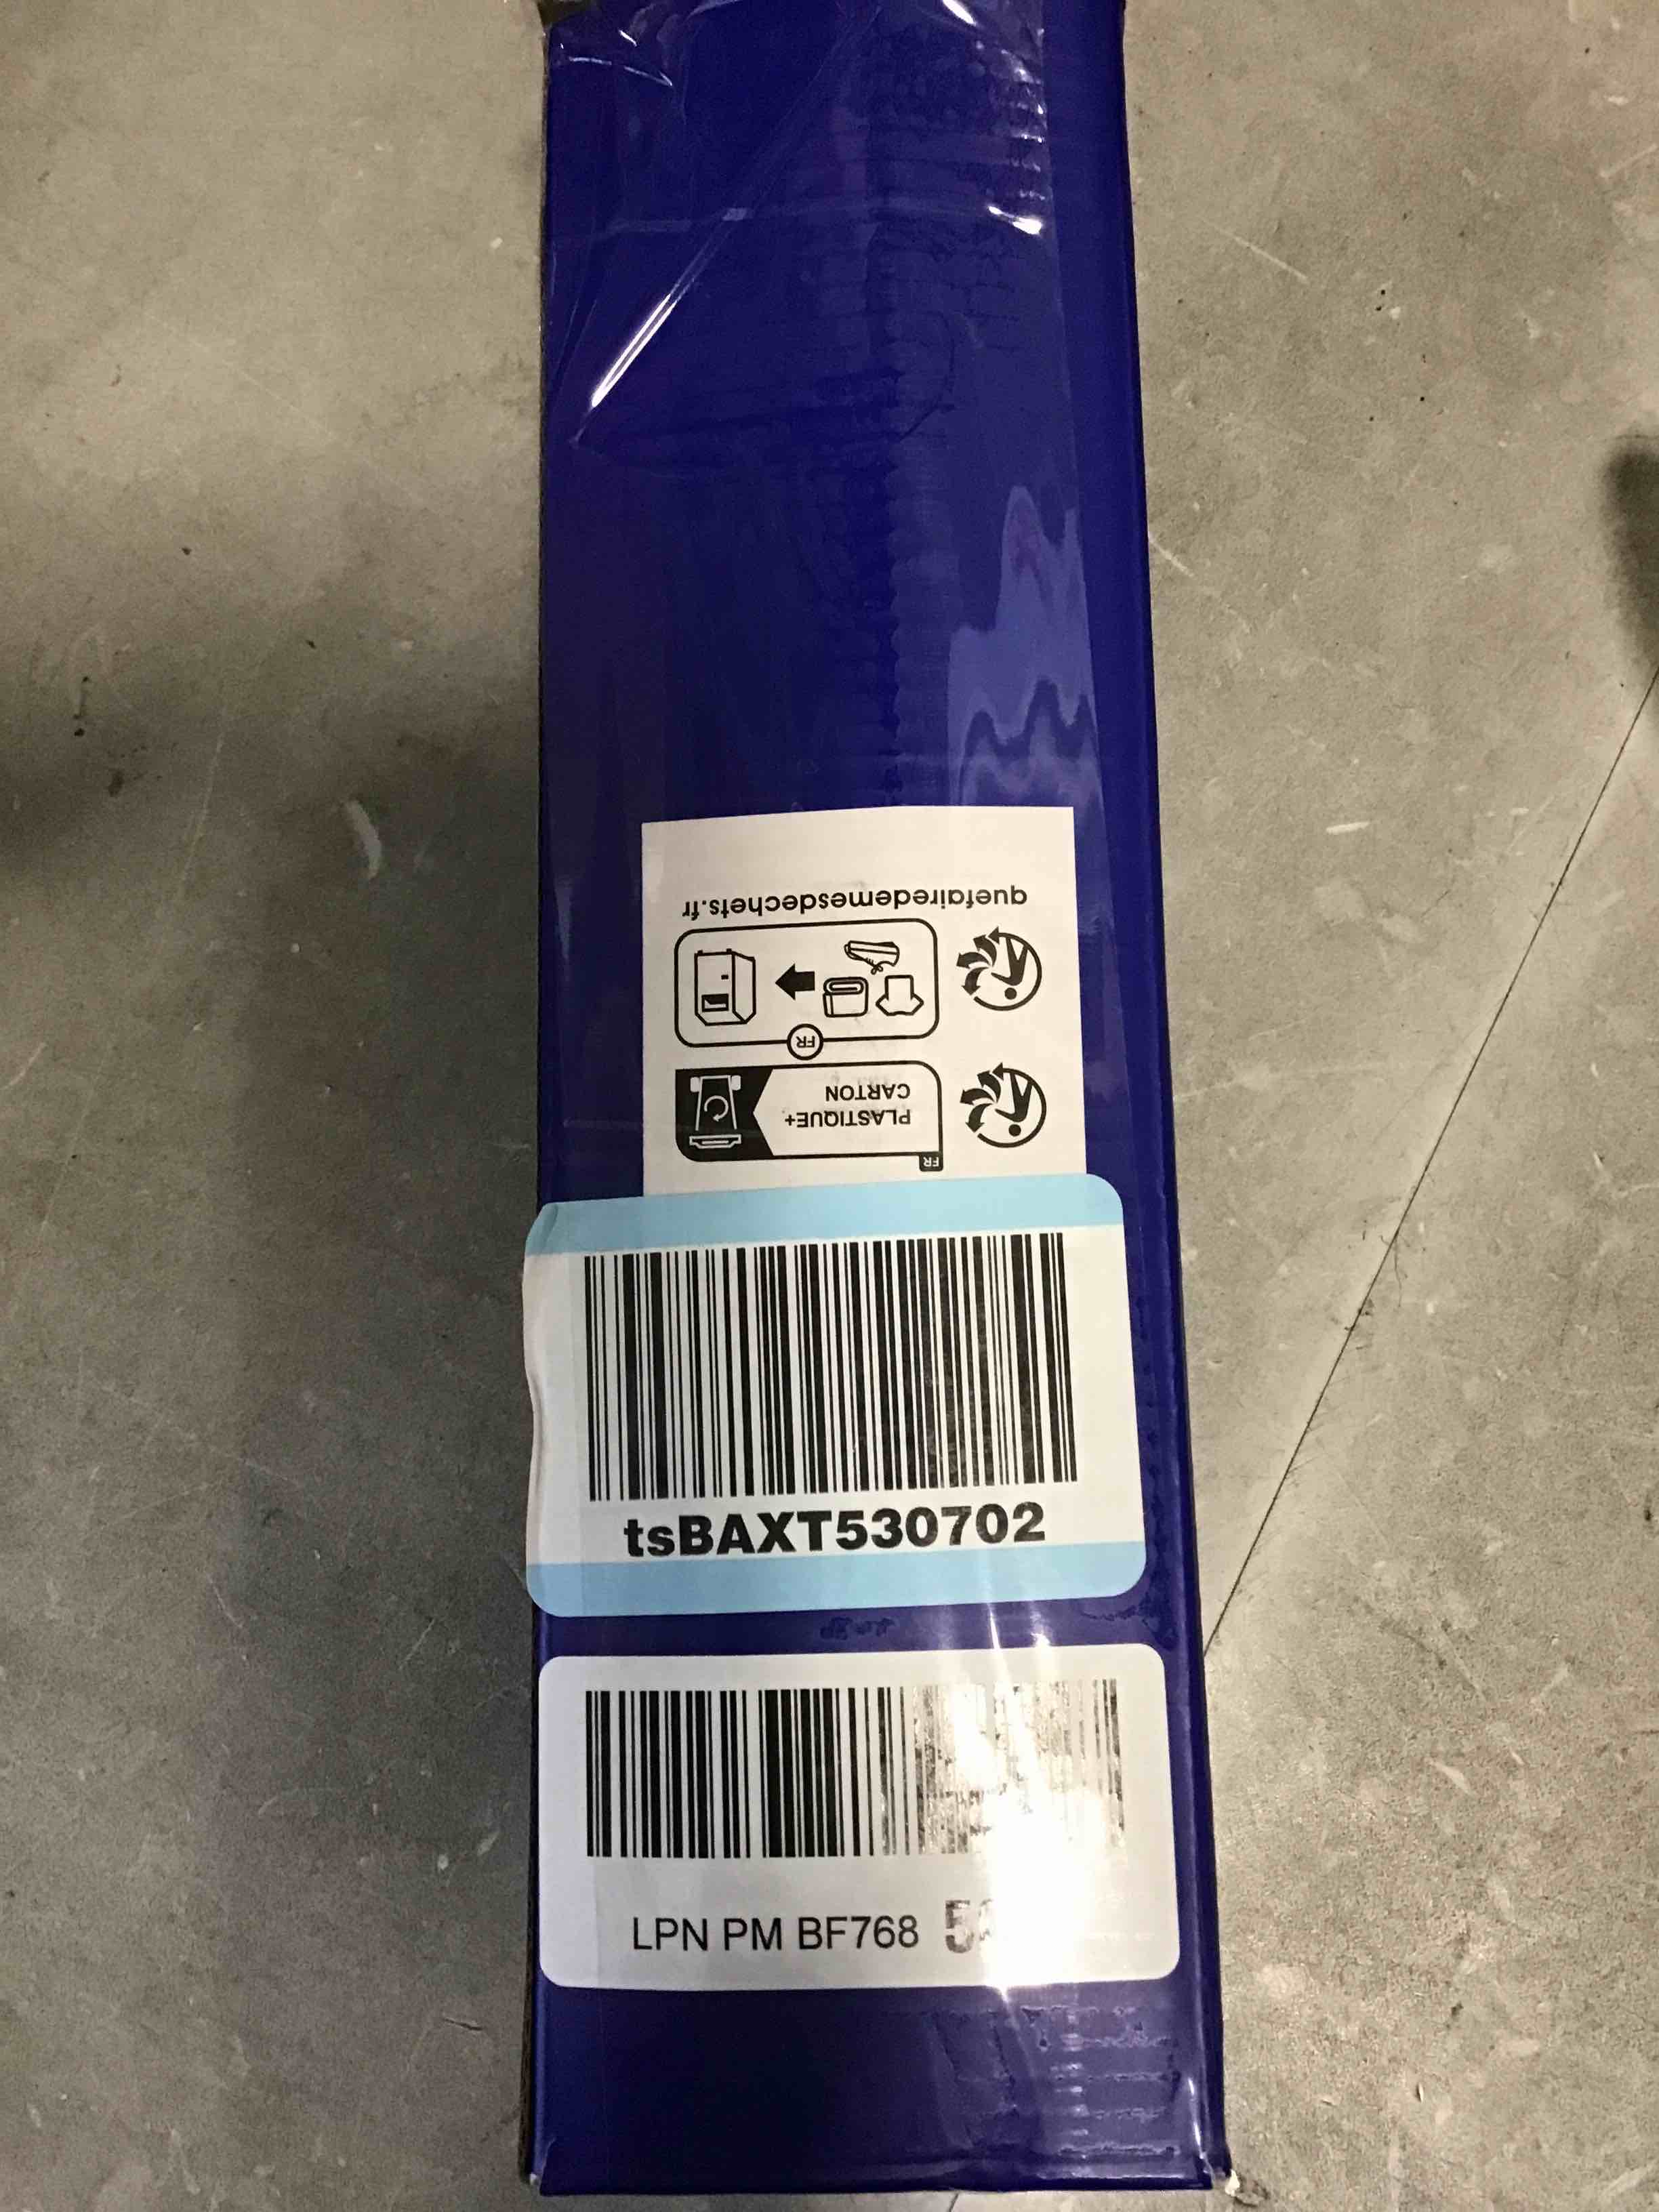 quefairedemesdechets.fr
FR
CARTON
PLASTIQUE+
FR
tsBAXT530702
LPN PM BF768